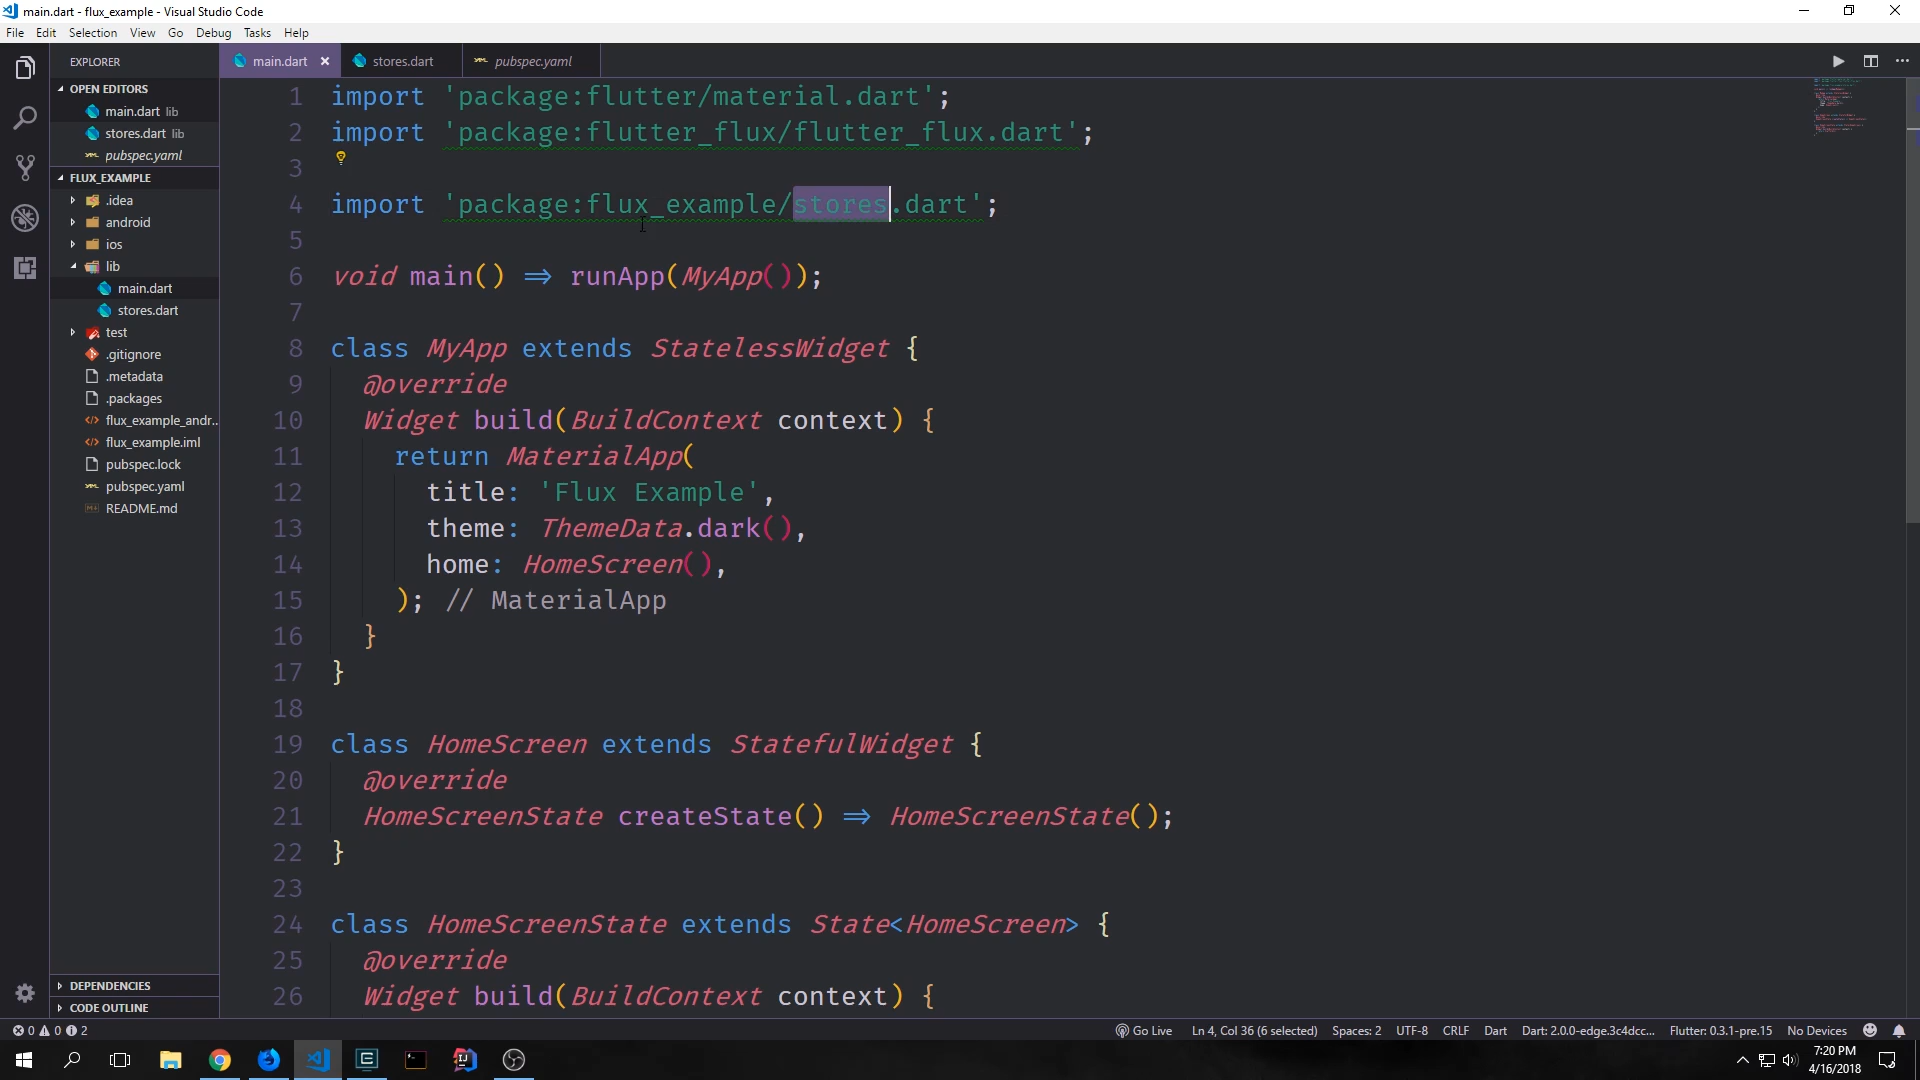 main.dart - flux_example - Visual Studio Code
File Edit Selection View Go Debug Tasks Help
EXPLORER
main.dart × stores.dart pubspec.yaml
OPEN EDITORS
main.dart lib
stores.dart lib
pubspec.yaml
FLUX_EXAMPLE
.idea
android
ios
lib
main.dart
stores.dart
test
.gitignore
.metadata
.packages
flux_example_andr...
flux_example.iml
pubspec.lock
pubspec.yaml
README.md
DEPENDENCIES
CODE OUTLINE
1 import 'package:flutter/material.dart';
2 import 'package:flutter_flux/flutter_flux.dart';
3
4 import 'package:flux_example/stores.dart';
5
6 void main() => runApp(MyApp());
7
8 class MyApp extends StatelessWidget {
9 @override
10 Widget build(BuildContext context) {
11 return MaterialApp(
12 title: 'Flux Example',
13 theme: ThemeData.dark(),
14 home: HomeScreen(),
15 ); // MaterialApp
16 }
17 }
18
19 class HomeScreen extends StatefulWidget {
20 @override
21 HomeScreenState createState() => HomeScreenState();
22 }
23
24 class HomeScreenState extends State<HomeScreen> {
25 @override
26 Widget build(BuildContext context) {
0 0 2 Go Live Ln 4, Col 36 (6 selected) Spaces: 2 UTF-8 CRLF Dart Dart: 2.0.0-edge.3c4dcc... Flutter: 0.3.1-pre.15 No Devices
7:20 PM
4/16/2018